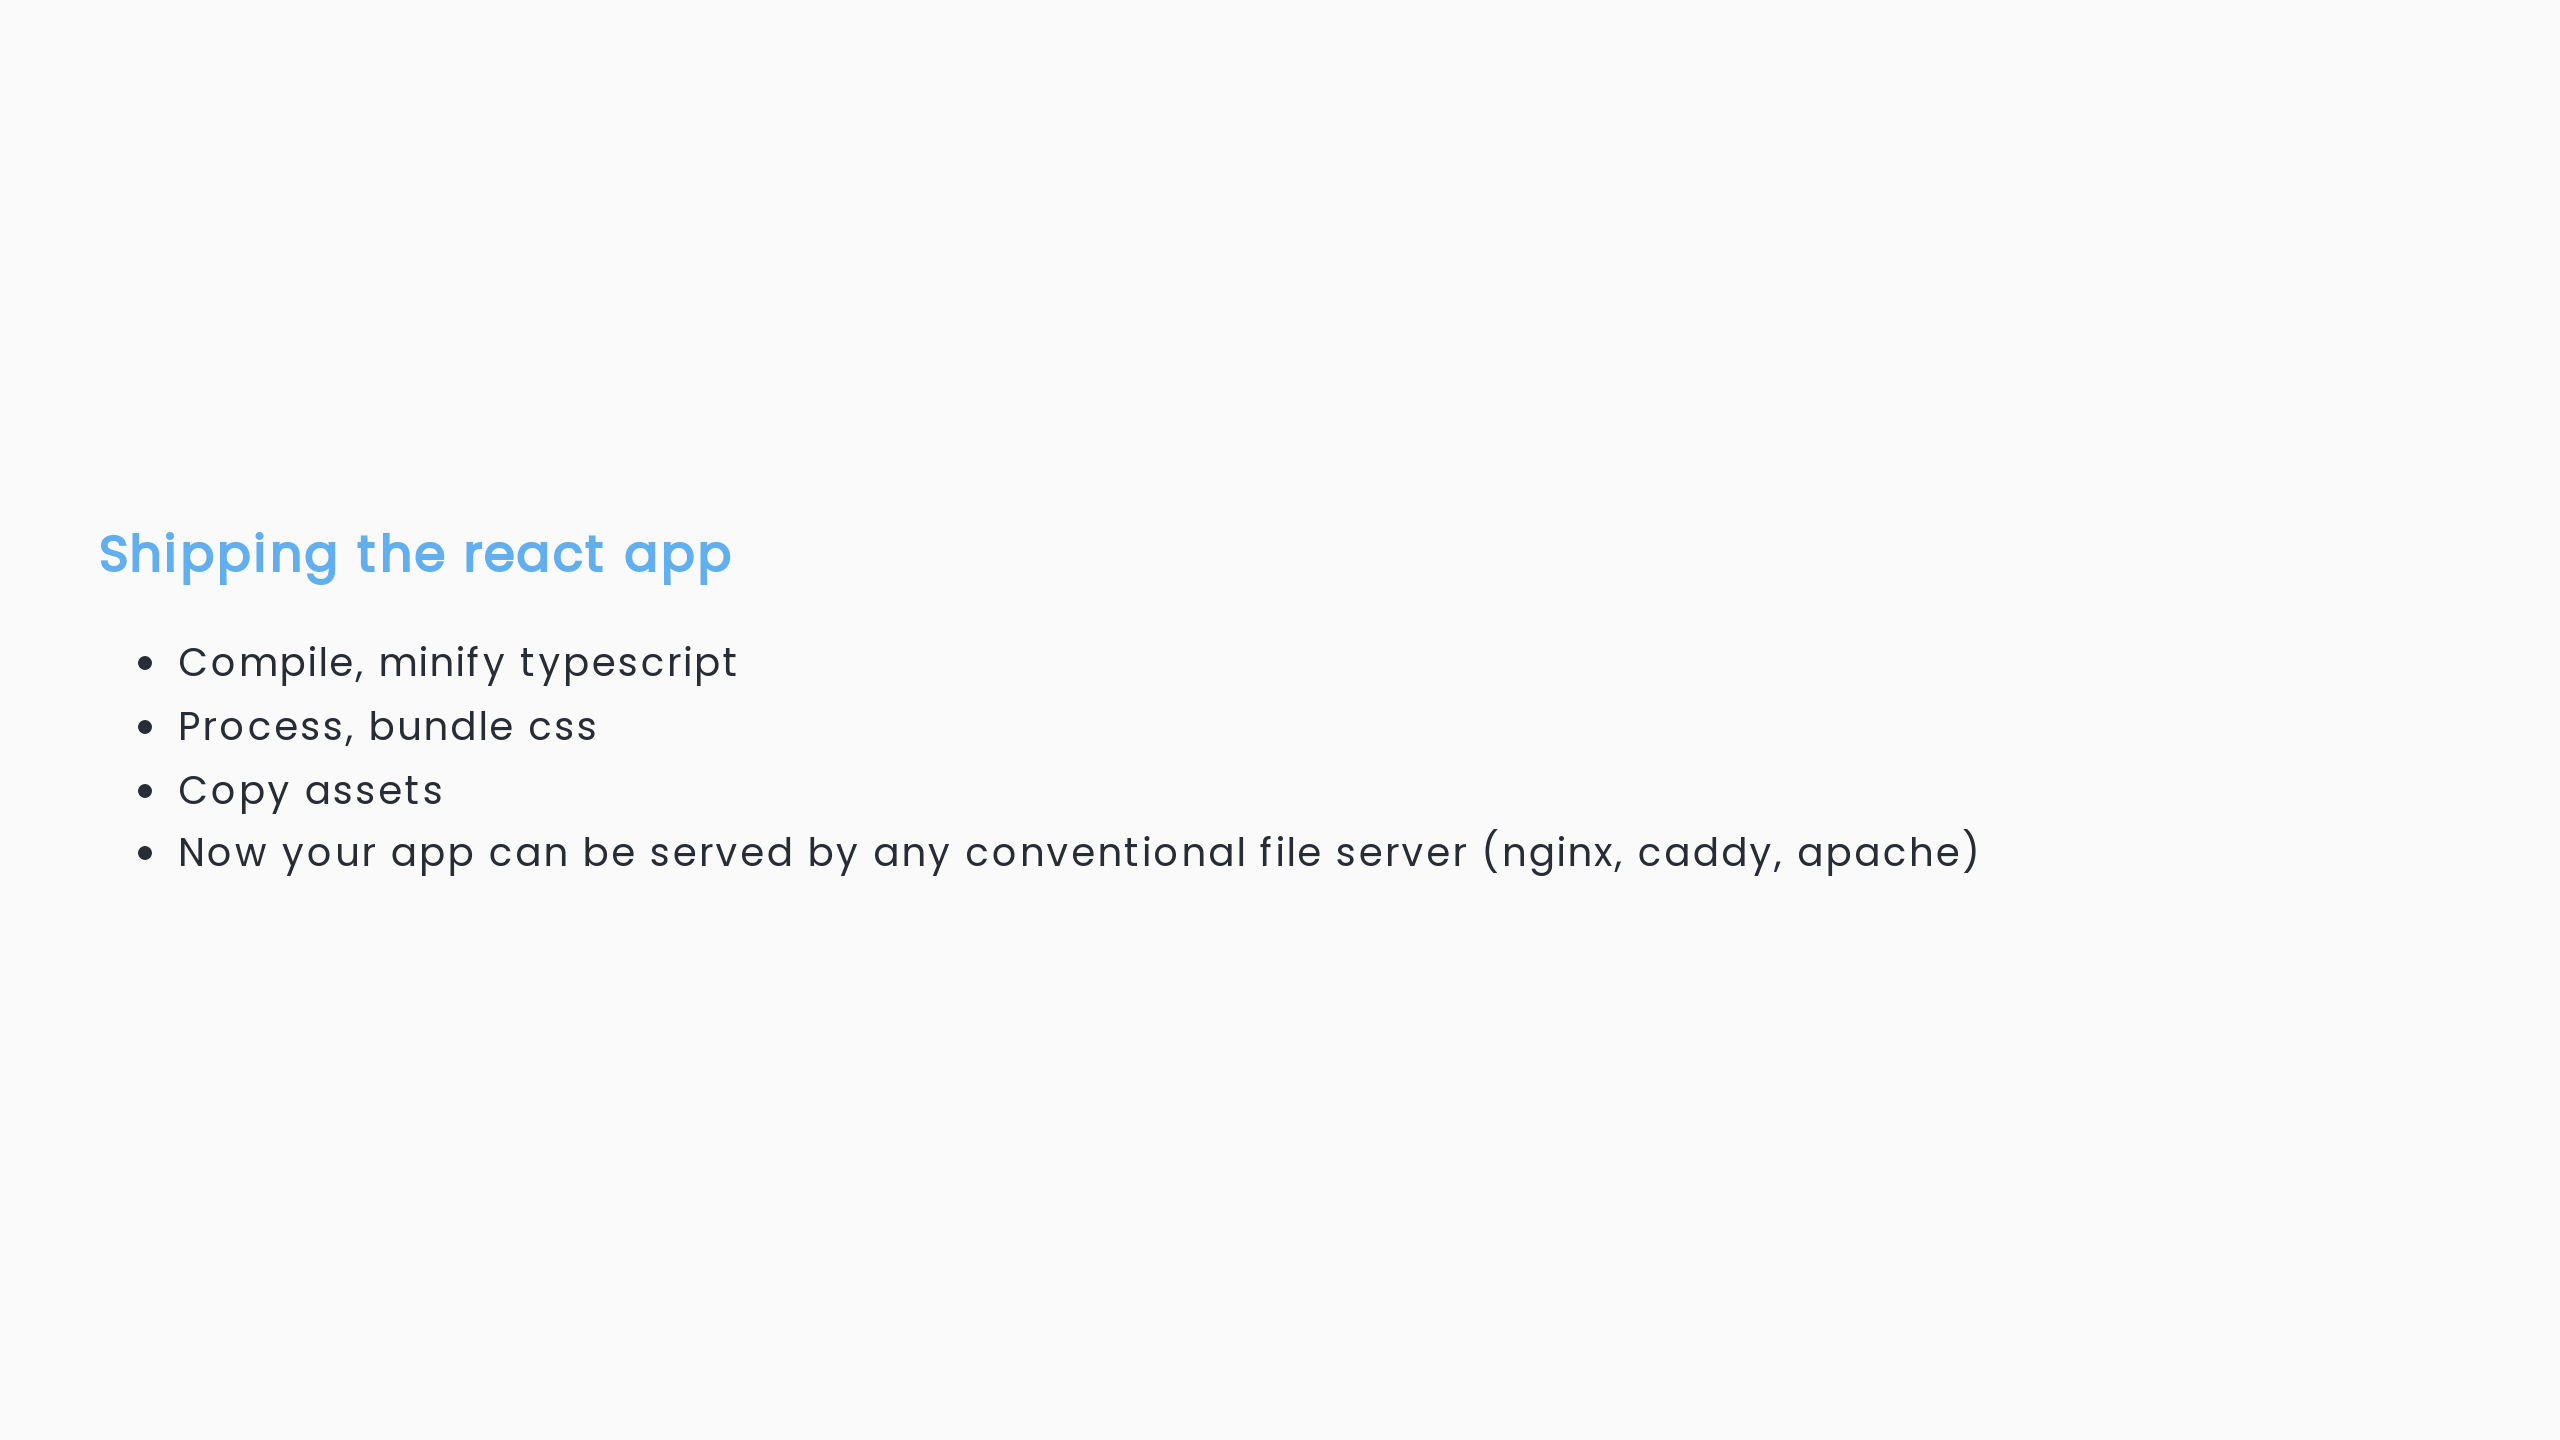 Shipping the react app
Compile, minify typescript
Process, bundle css
Copy assets
Now your app can be served by any conventional file server (nginx, caddy, apache)